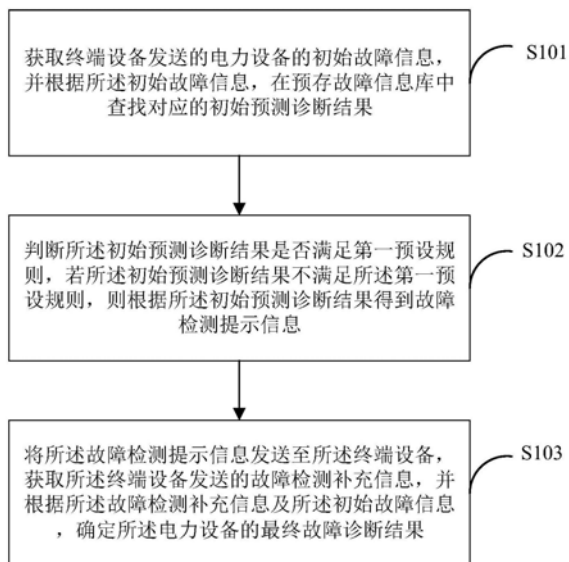 获取终端设备发送的电力设备的初始故障信息，
并根据所述初始故障信息，在预存故障信息库中
查找对应的初始预测诊断结果
S101
判断所述初始预测诊断结果是否满足第一预设规
则，若所述初始预测诊断结果不满足所述第一预
设规则，则根据所述初始预测诊断结果得到故障
检测提示信息
S102
将所述故障检测提示信息发送至所述终端设备，
获取所述终端设备发送的故障检测补充信息，并
根据所述故障检测补充信息及所述初始故障信息
，确定所述电力设备的最终故障诊断结果
S103